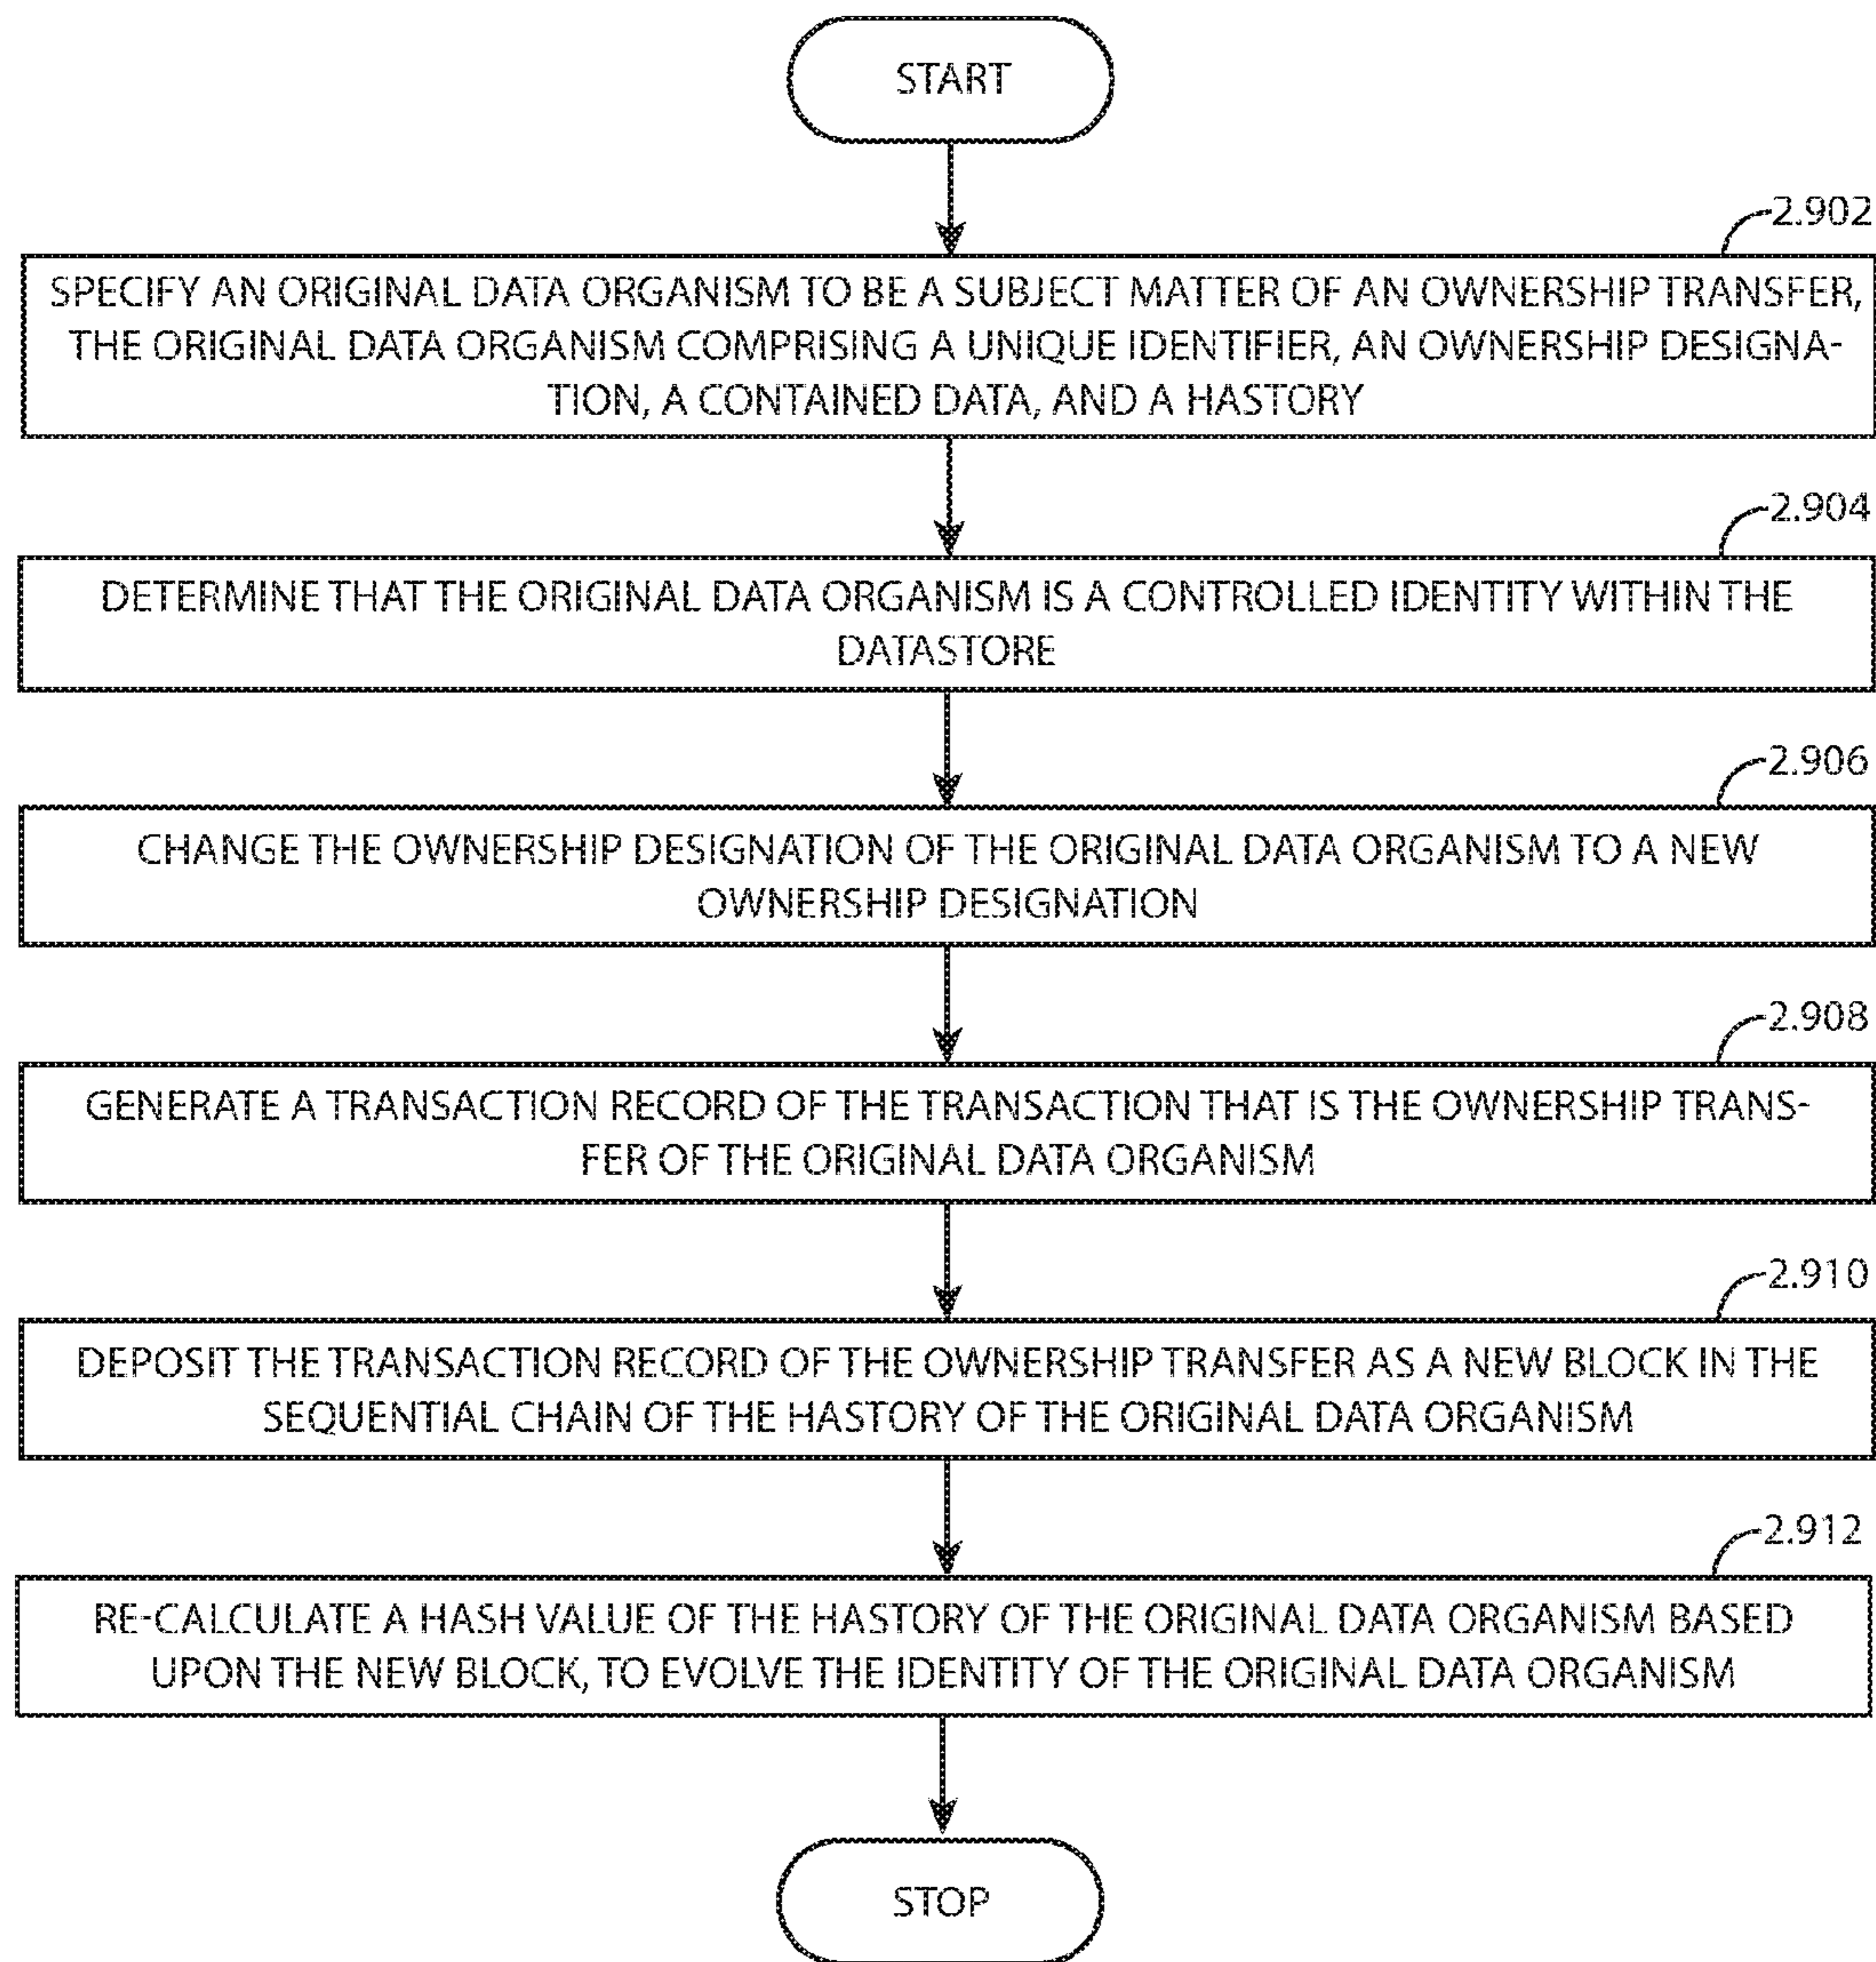 START
2.902
SPECIFY AN ORIGINAL DATA ORGANISM TO BE A SUBJECT MATTER OF AN OWNERSHIP TRANSFER,
THE ORIGINAL DATA ORGANISM COMPRISING A UNIQUE IDENTIFIER, AN OWNERSHIP DESIGNA-
TION, A CONTAINED DATA, AND A HASTORY
2.904
DETERMINE THAT THE ORIGINAL DATA ORGANISM IS A CONTROLLED IDENTITY WITHIN THE
DATASTORE
2.906
CHANGE THE OWNERSHIP DESIGNATION OF THE ORIGINAL DATA ORGANISM TO A NEW
OWNERSHIP DESIGNATION
2.908
GENERATE A TRANSACTION RECORD OF THE TRANSACTION THAT IS THE OWNERSHIP TRANS-
FER OF THE ORIGINAL DATA ORGANISM
2.910
DEPOSIT THE TRANSACTION RECORD OF THE OWNERSHIP TRANSFER AS A NEW BLOCK IN THE
SEQUENTIAL CHAIN OF THE HASTORY OF THE ORIGINAL DATA ORGANISM
2.912
RE-CALCULATE A HASH VALUE OF THE HASTORY OF THE ORIGINAL DATA ORGANISM BASED
UPON THE NEW BLOCK, TO EVOLVE THE IDENTITY OF THE ORIGINAL DATA ORGANISM
STOP